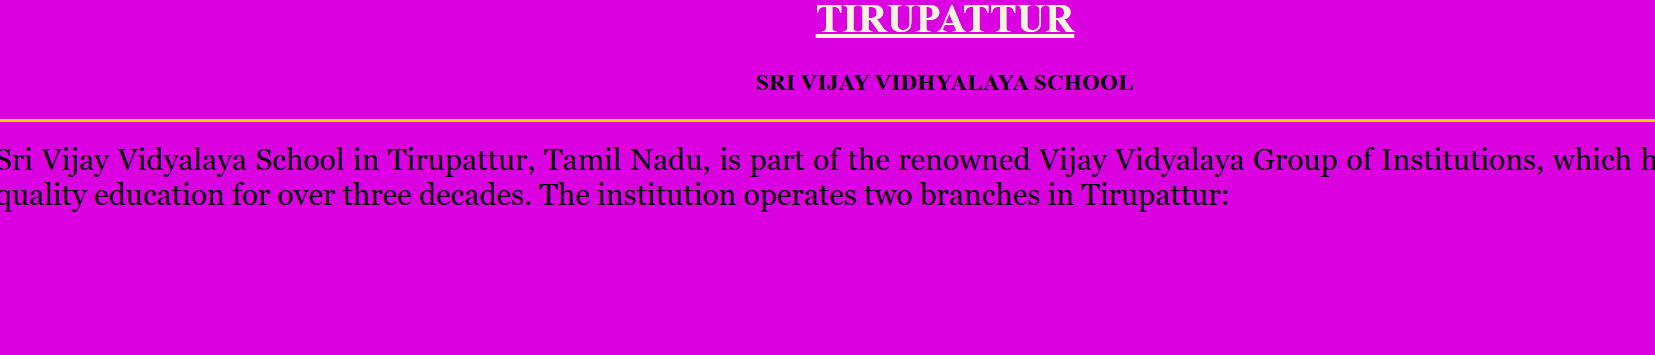 TIRUPATTUR
SRI VIJAY VIDHYALAYA SCHOOL
Sri Vijay Vidyalaya School in Tirupattur, Tamil Nadu, is part of the renowned Vijay Vidyalaya Group of Institutions, which
quality education for over three decades. The institution operates two branches in Tirupattur: